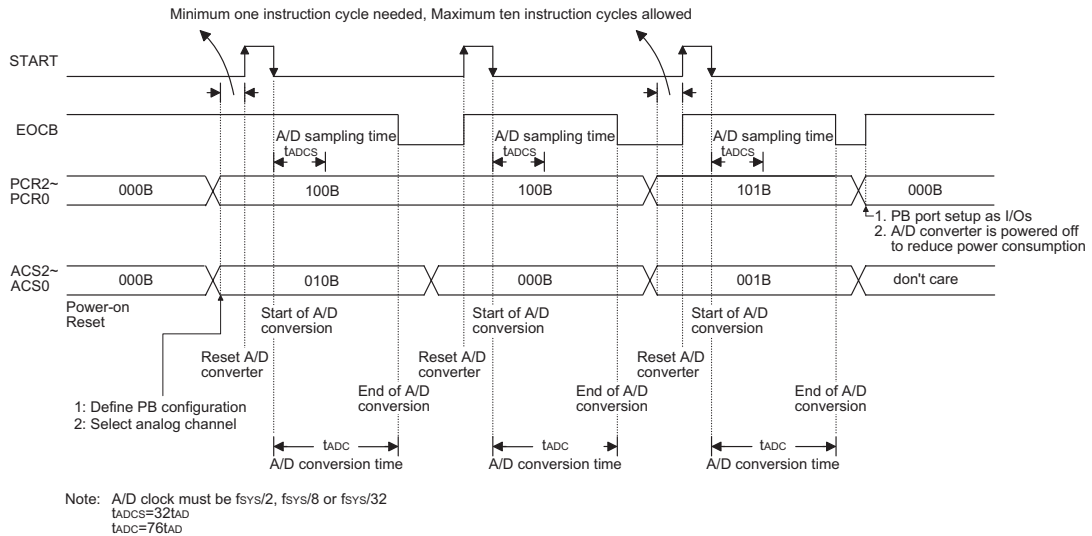 Minimum one instruction cycle needed, Maximum ten instruction cycles allowed
START
EOCB
A/D sampling time
tADCS
A/D sampling time
tADCS
A/D sampling time
tADCS
PCR2~
PCR0
000B
100B
100B
101B
000B
1. PB port setup as I/Os
2. A/D converter is powered off
to reduce power consumption
ACS2~
ACS0
000B
010B
000B
001B
don't care
Power-on
Reset
Start of A/D
conversion
Start of A/D
conversion
Start of A/D
conversion
Reset A/D
converter
Reset A/D
converter
Reset A/D
converter
1: Define PB configuration
2: Select analog channel
End of A/D
conversion
End of A/D
conversion
End of A/D
conversion
tADC
A/D conversion time
tADC
A/D conversion time
tADC
A/D conversion time
Note: A/D clock must be fSYS/2, fSYS/8 or fSYS/32
tADCS=32tAD
tADC=76tAD